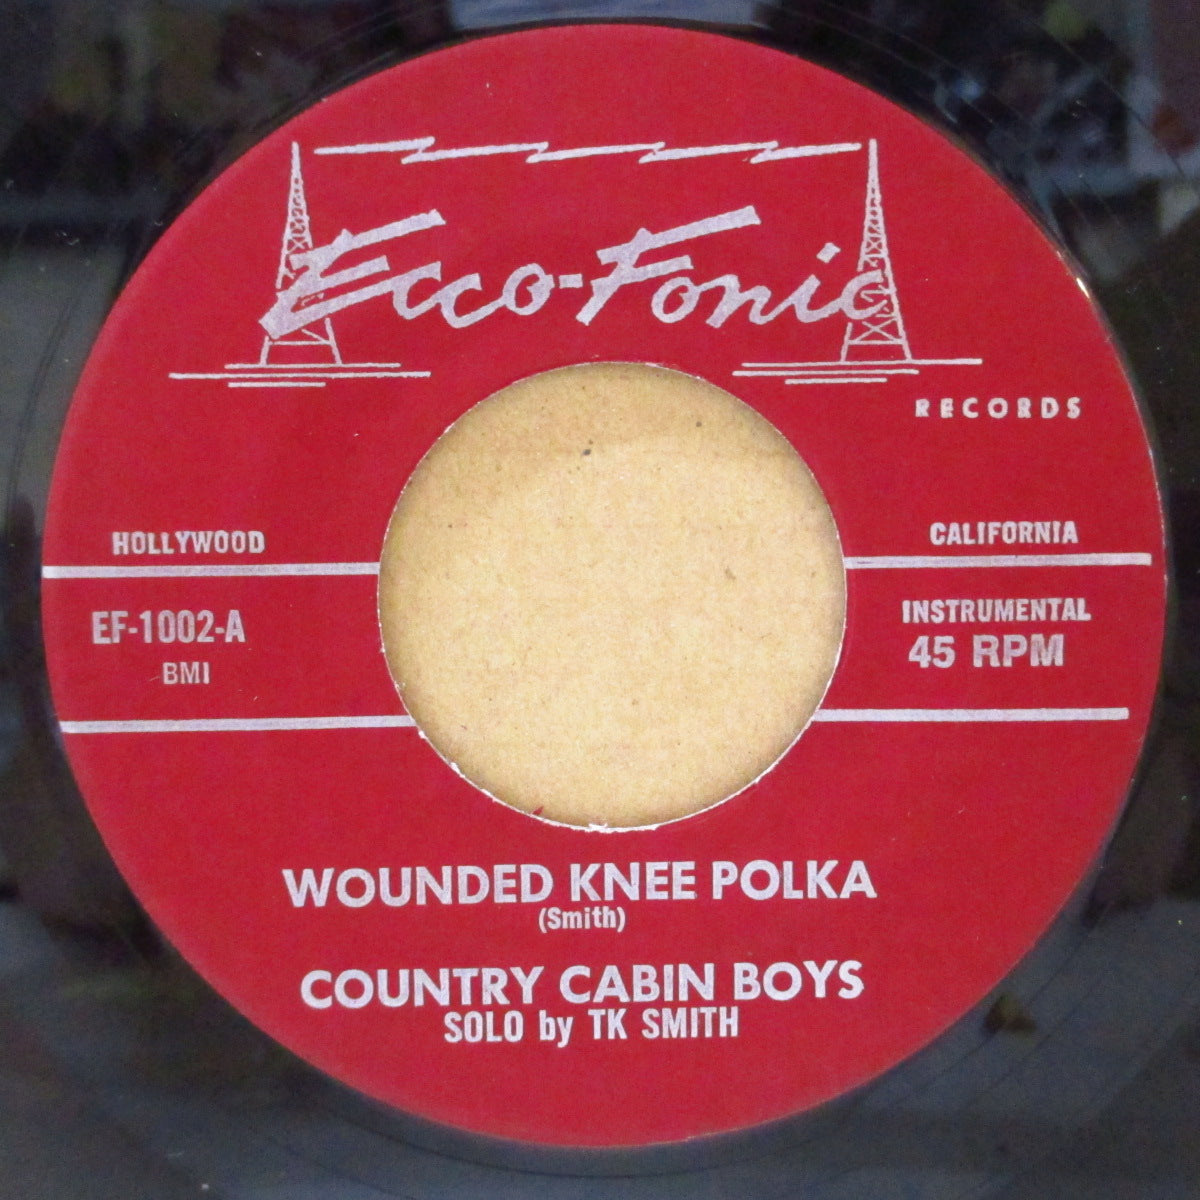 Ecco-Fonic
RECORDS
HOLLYWOOD
CALIFORNIA
EF-1002-A
BMI
INSTRUMENTAL
45 RPM
WOUNDED KNEE POLKA
(Smith)
COUNTRY CABIN BOYS
SOLO by TK SMITH